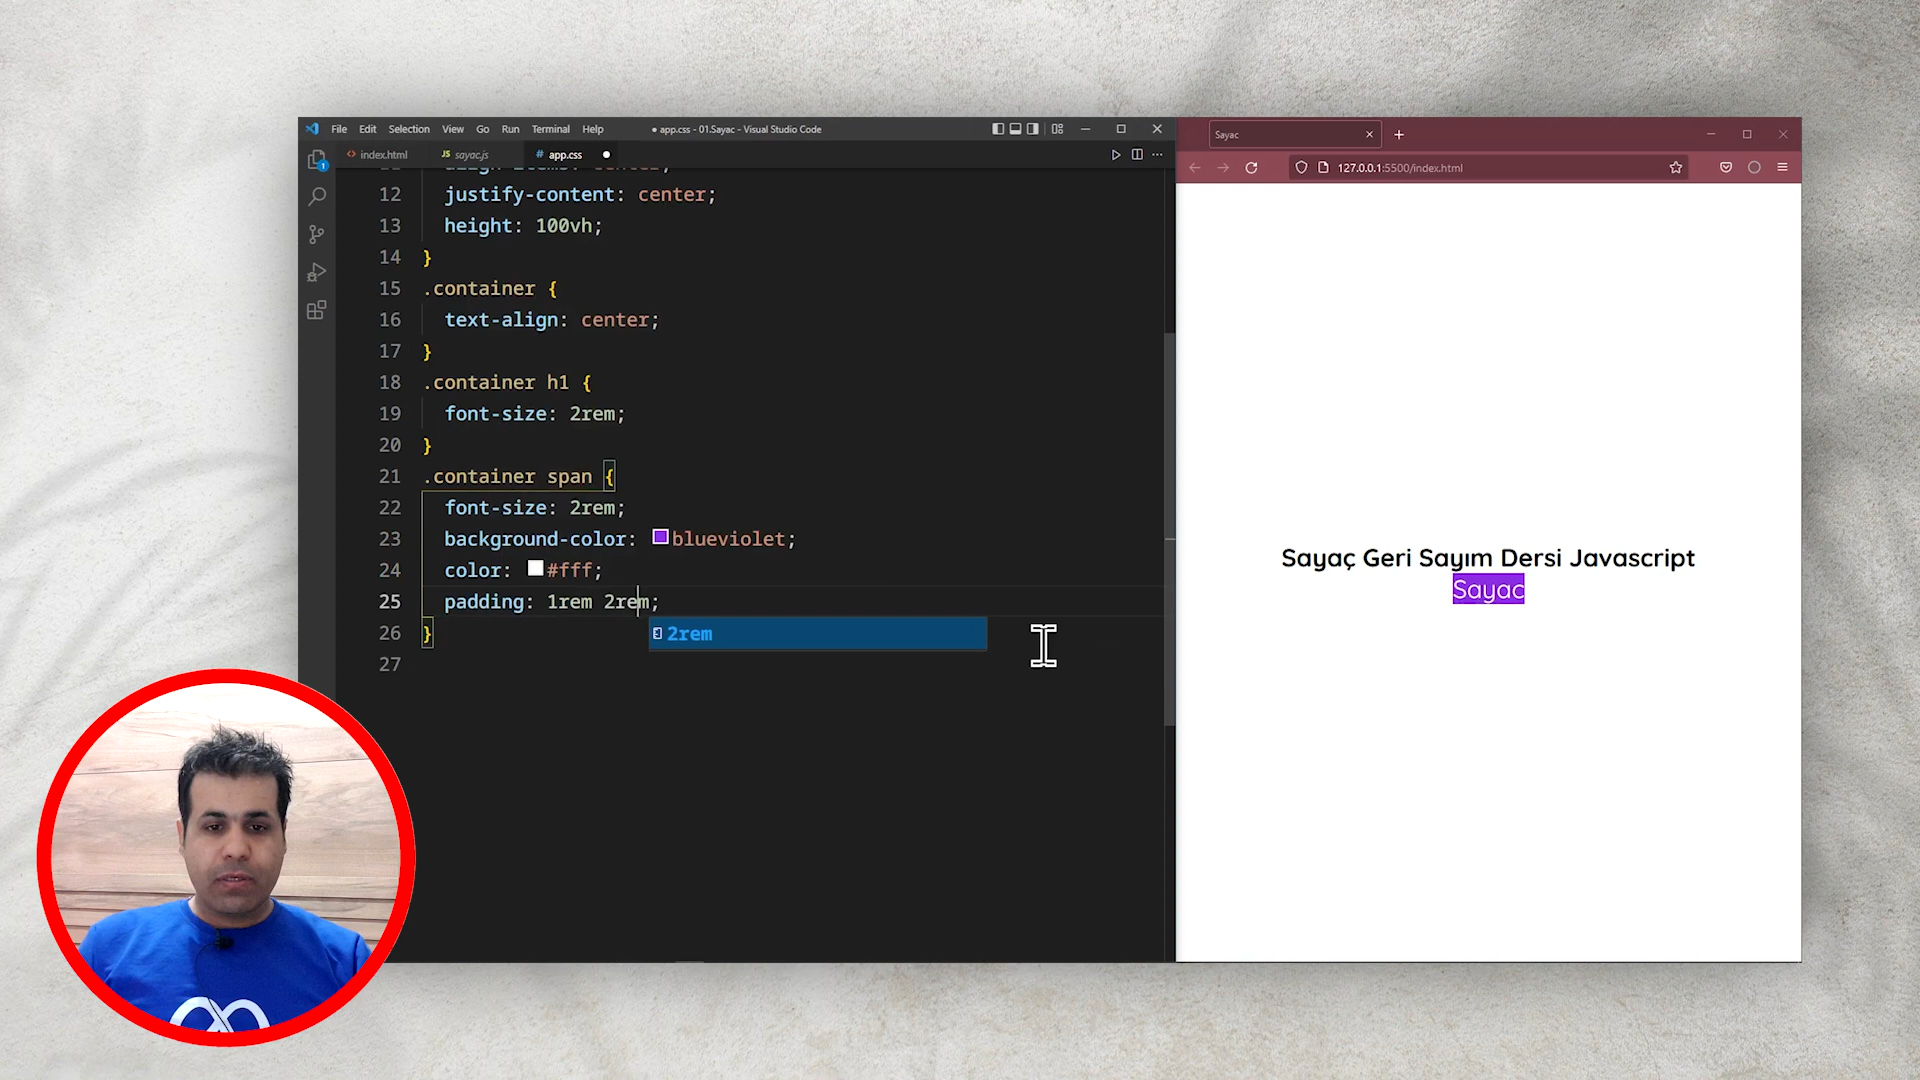 File Edit Selection View Go Run Terminal Help
● app.css - 01.Sayac - Visual Studio Code
index.html
JS sayac.js
# app.css
12 justify-content: center;
13 height: 100vh;
14 }
15 .container {
16 text-align: center;
17 }
18 .container h1 {
19 font-size: 2rem;
20 }
21 .container span {
22 font-size: 2rem;
23 background-color: blueviolet;
24 color: #fff;
25 padding: 1rem 2rem;
2rem
26 }
27
1
Sayac
127.0.0.1:5500/index.html
Sayaç Geri Sayım Dersi Javascript
Sayac